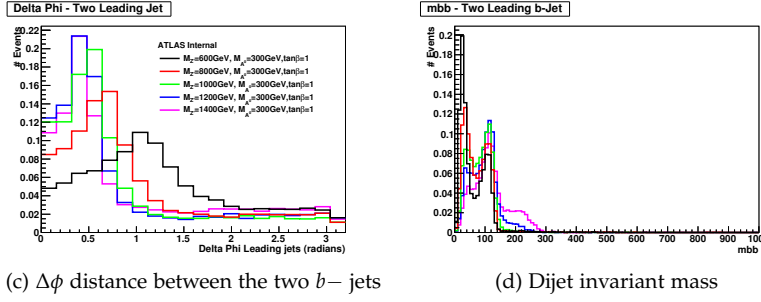 Delta Phi - Two Leading Jet
# Events
0.22
0.2
0.18
0.16
0.14
0.12
0.1
0.08
0.06
0.04
0.02
0
ATLAS Internal
M_Z'=600GeV, M_A⁰=300GeV,tanβ=1
M_Z'=800GeV, M_A⁰=300GeV,tanβ=1
M_Z'=1000GeV, M_A⁰=300GeV,tanβ=1
M_Z'=1200GeV, M_A⁰=300GeV,tanβ=1
M_Z'=1400GeV, M_A⁰=300GeV,tanβ=1
0 0.5 1 1.5 2 2.5 3
Delta Phi Leading jets (radians)
mbb - Two Leading b-Jet
# Events
0.2
0.18
0.16
0.14
0.12
0.1
0.08
0.06
0.04
0.02
0
0 100 200 300 400 500 600 700 800 900 1000
mbb
(c) Δϕ distance between the two b− jets
(d) Dijet invariant mass